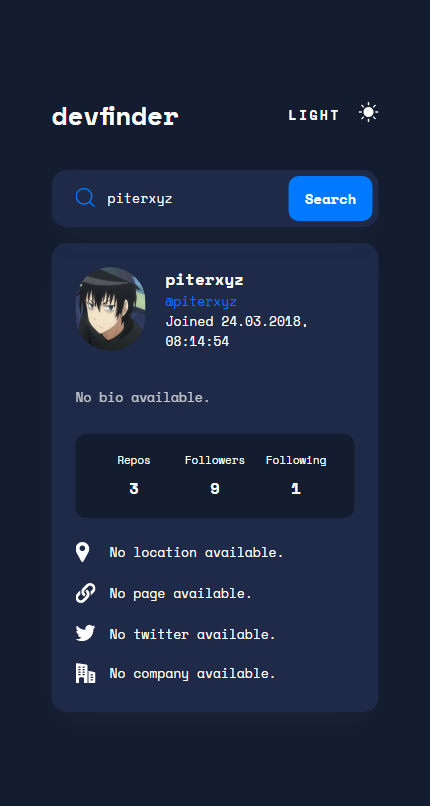 devfinder
LIGHT
piterxyz
Search
piterxyz
@piterxyz
Joined 24.03.2018,
08:14:54
No bio available.
Repos Followers Following
3 9 1
No location available.
No page available.
No twitter available.
No company available.